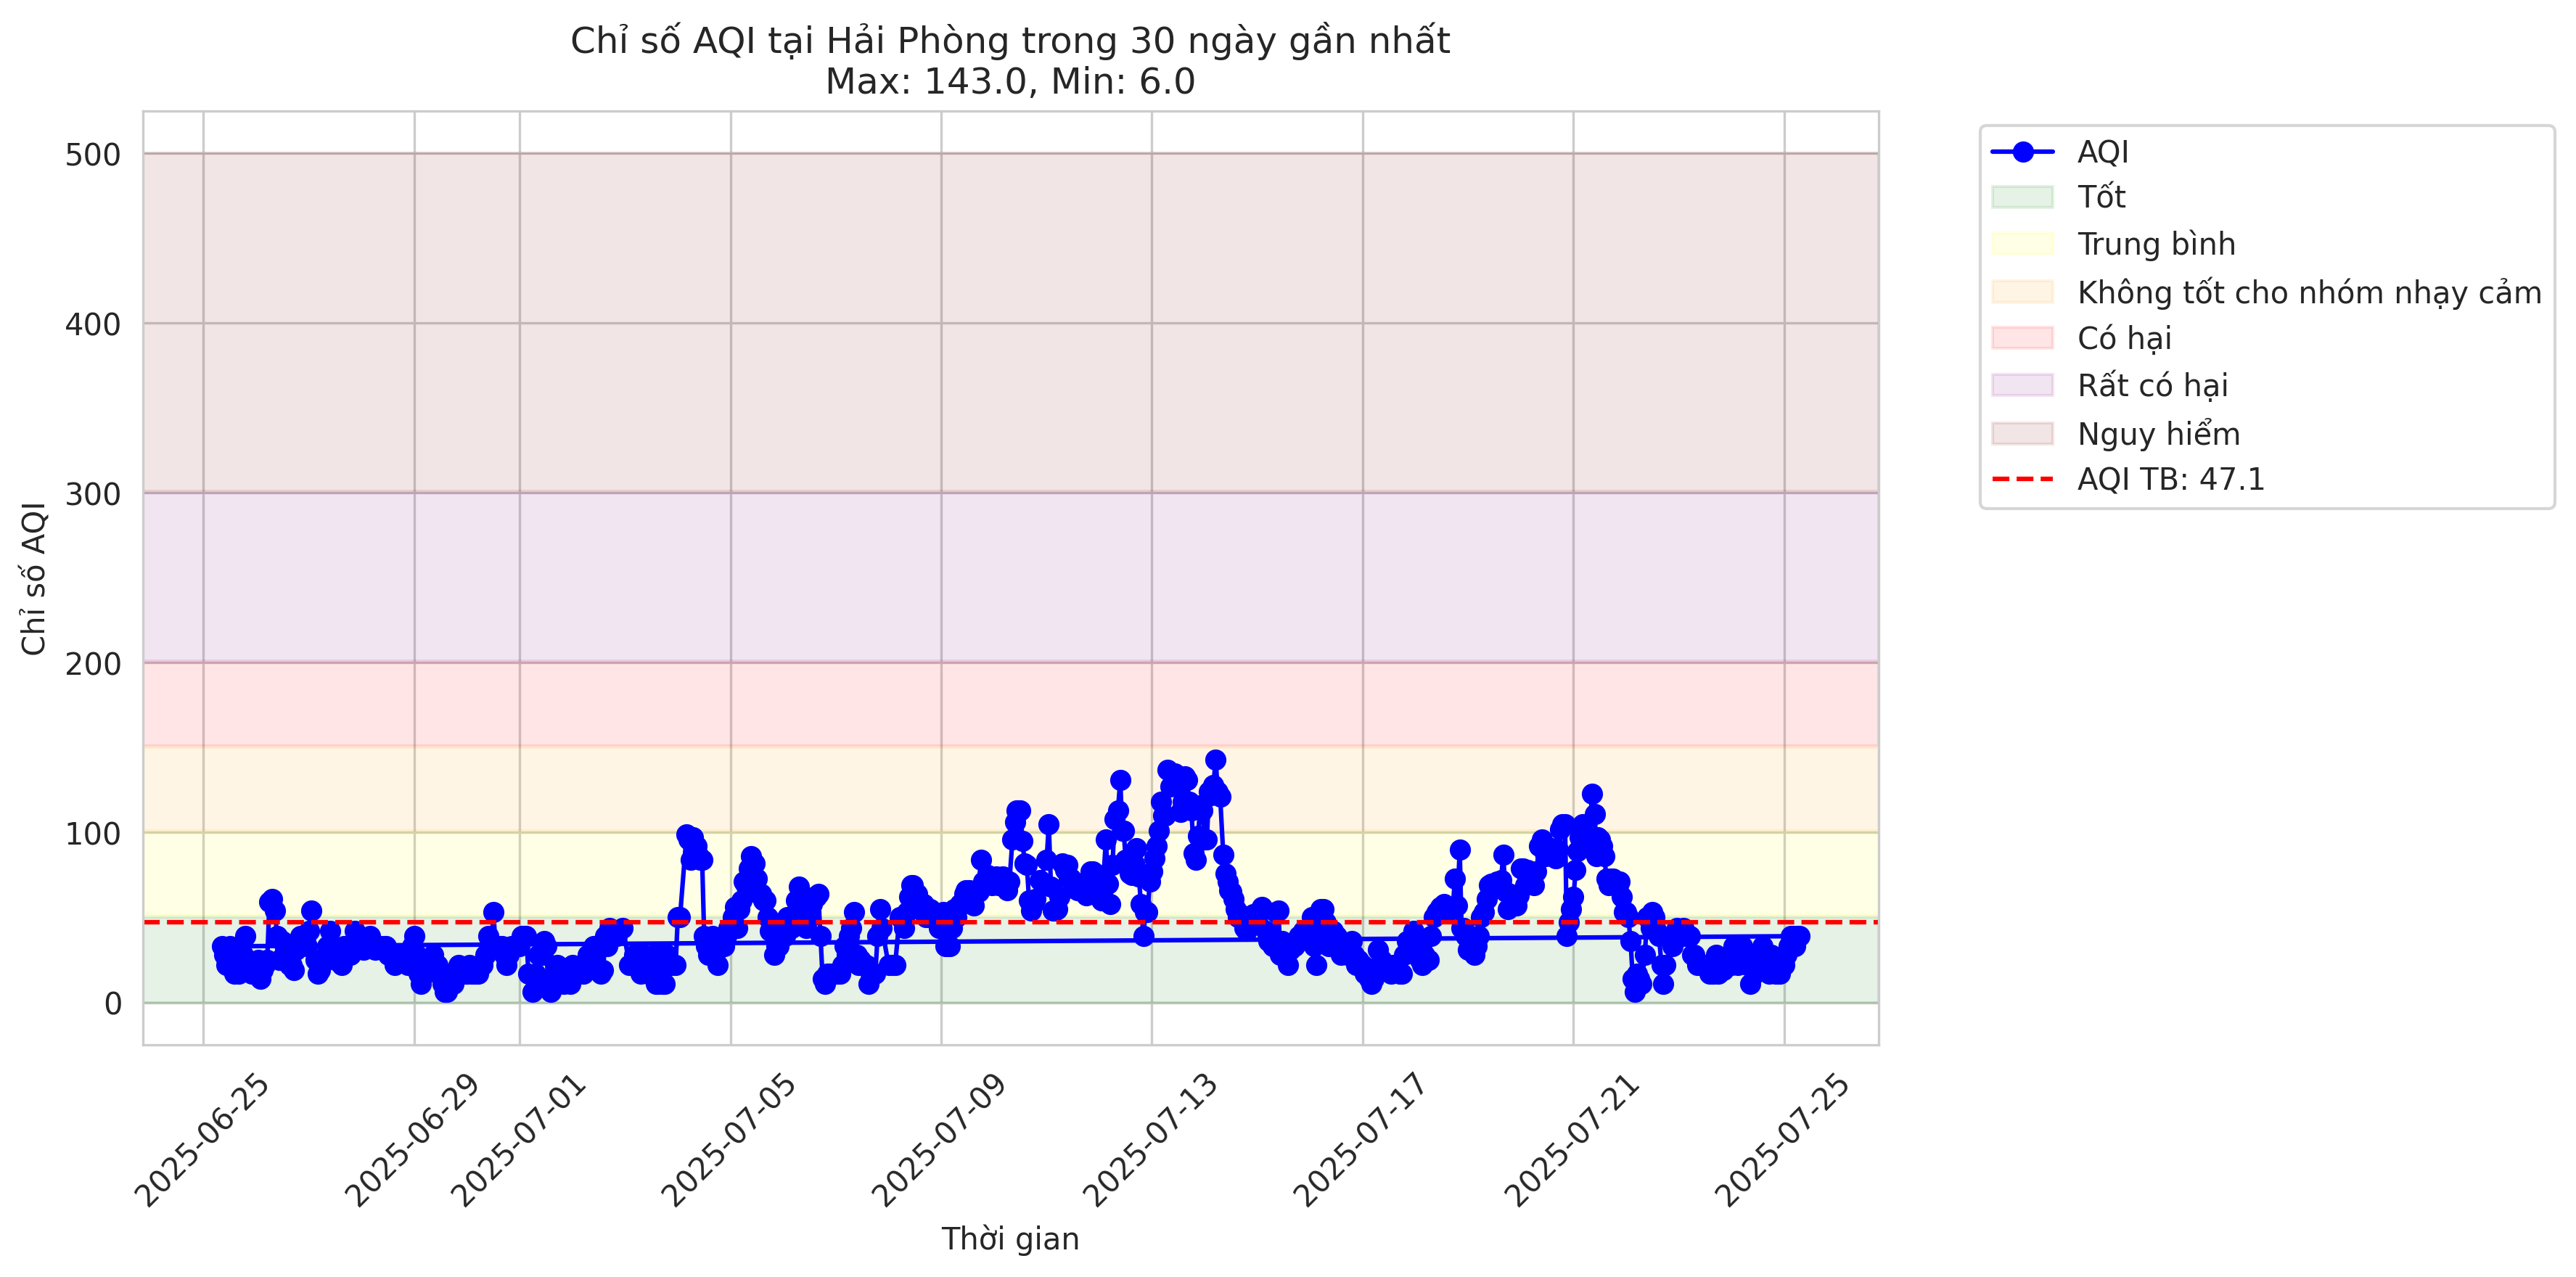 Chỉ số AQI tại Hải Phòng trong 30 ngày gần nhất
Max: 143.0, Min: 6.0
Chỉ số AQI
500
400
300
200
100
0
2025-06-25
2025-06-29
2025-07-01
2025-07-05
2025-07-09
2025-07-13
2025-07-17
2025-07-21
2025-07-25
Thời gian
AQI
Tốt
Trung bình
Không tốt cho nhóm nhạy cảm
Có hại
Rất có hại
Nguy hiểm
AQI TB: 47.1